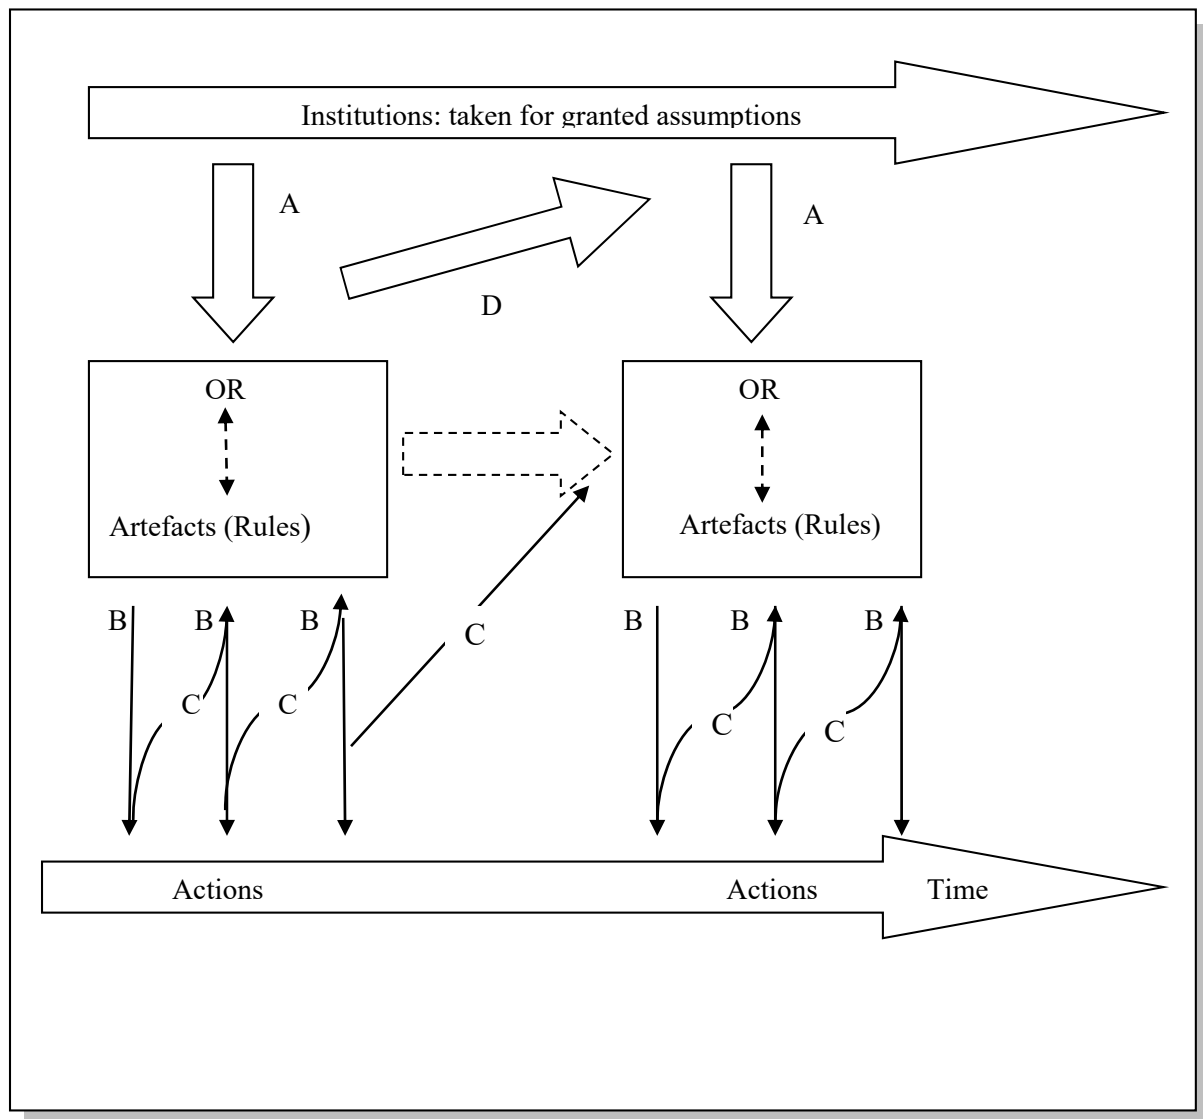 Institutions: taken for granted assumptions
A
A
D
OR
Artefacts (Rules)
OR
Artefacts (Rules)
B
B
B
C
C
C
B
B
B
C
C
Actions
Actions
Time